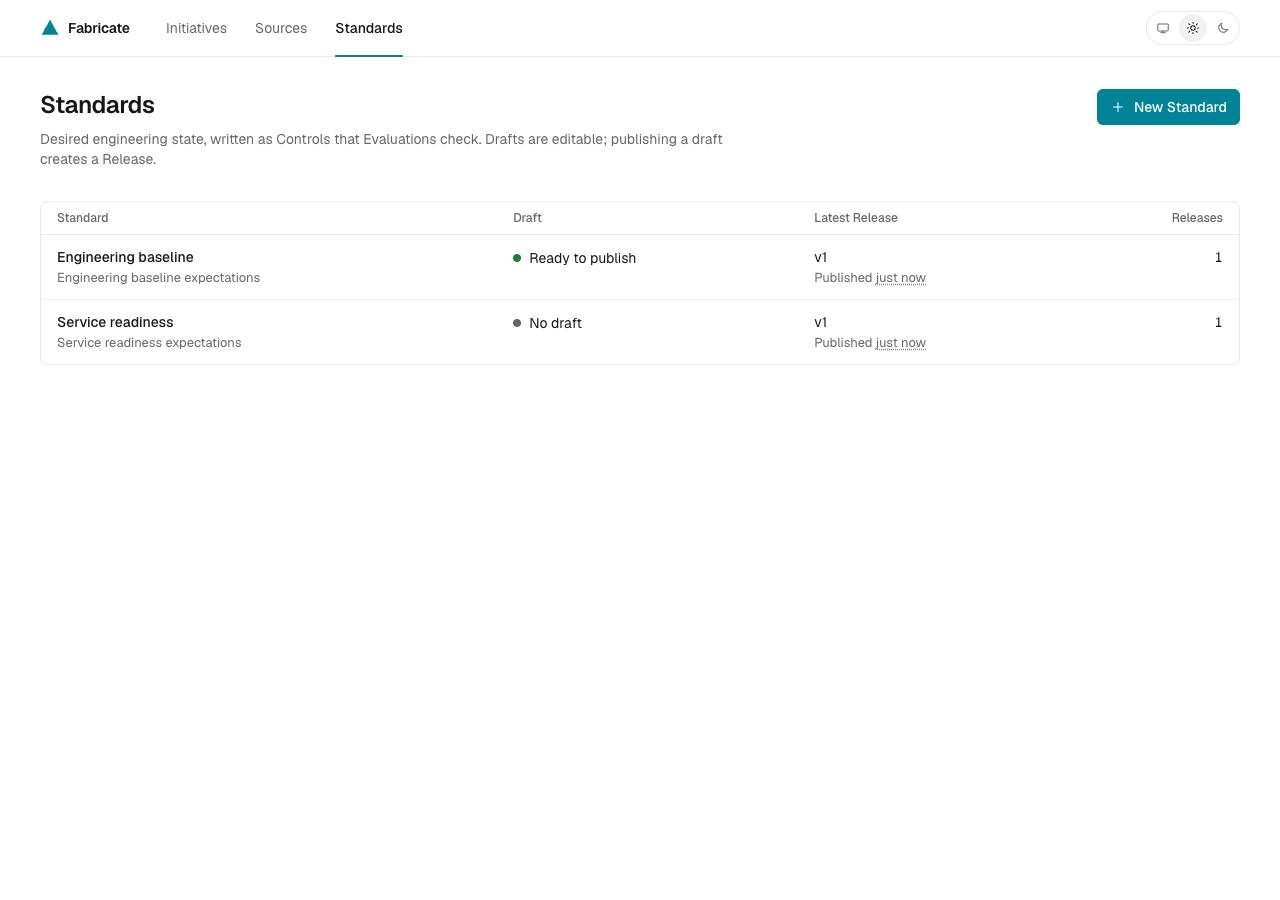 Fabricate Initiatives Sources Standards
Standards
New Standard
Desired engineering state, written as Controls that Evaluations check. Drafts are editable; publishing a draft
creates a Release.
Standard Draft Latest Release Releases
Engineering baseline Ready to publish v1 1
Engineering baseline expectations Published just now
Service readiness No draft v1 1
Service readiness expectations Published just now